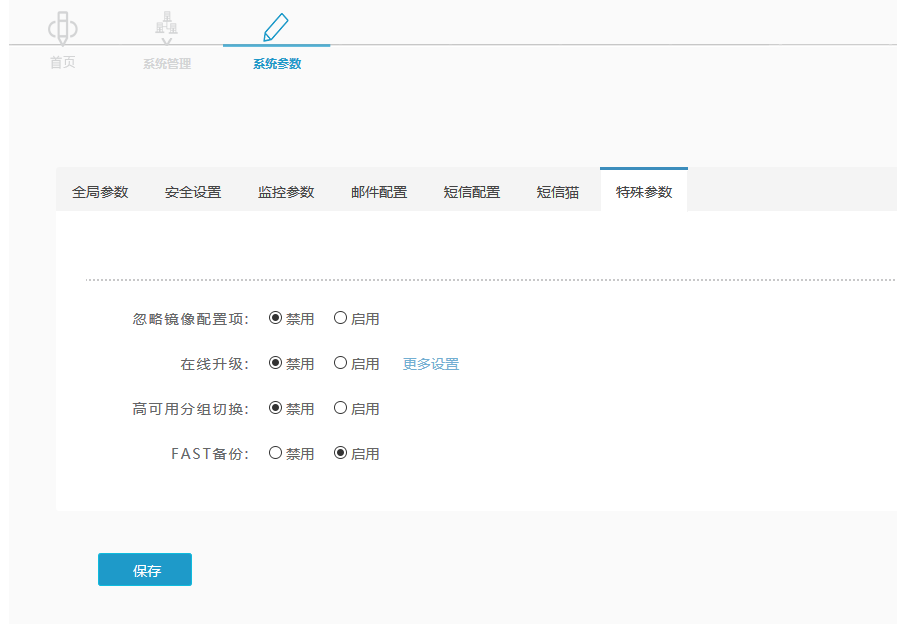 首页 系统管理 系统参数
全局参数 安全设置 监控参数 邮件配置 短信配置 短信猫 特殊参数
忽略镜像配置项: 禁用 启用
在线升级: 禁用 启用 更多设置
高可用分组切换: 禁用 启用
FAST备份: 禁用 启用
保存